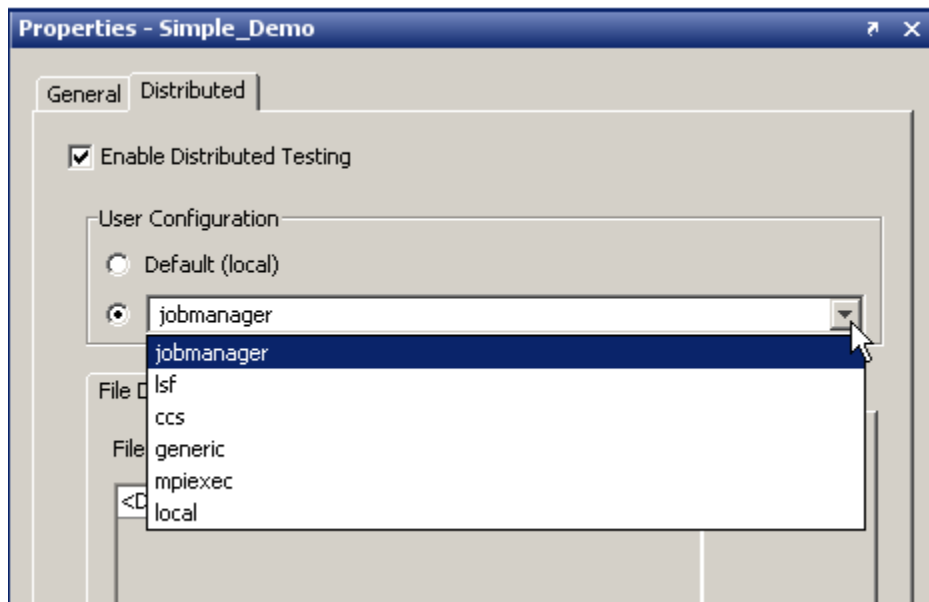 Properties - Simple_Demo
General Distributed
Enable Distributed Testing
User Configuration
Default (local)
jobmanager
jobmanager
lsf
ccs
generic
mpiexec
local
File D
File
<D